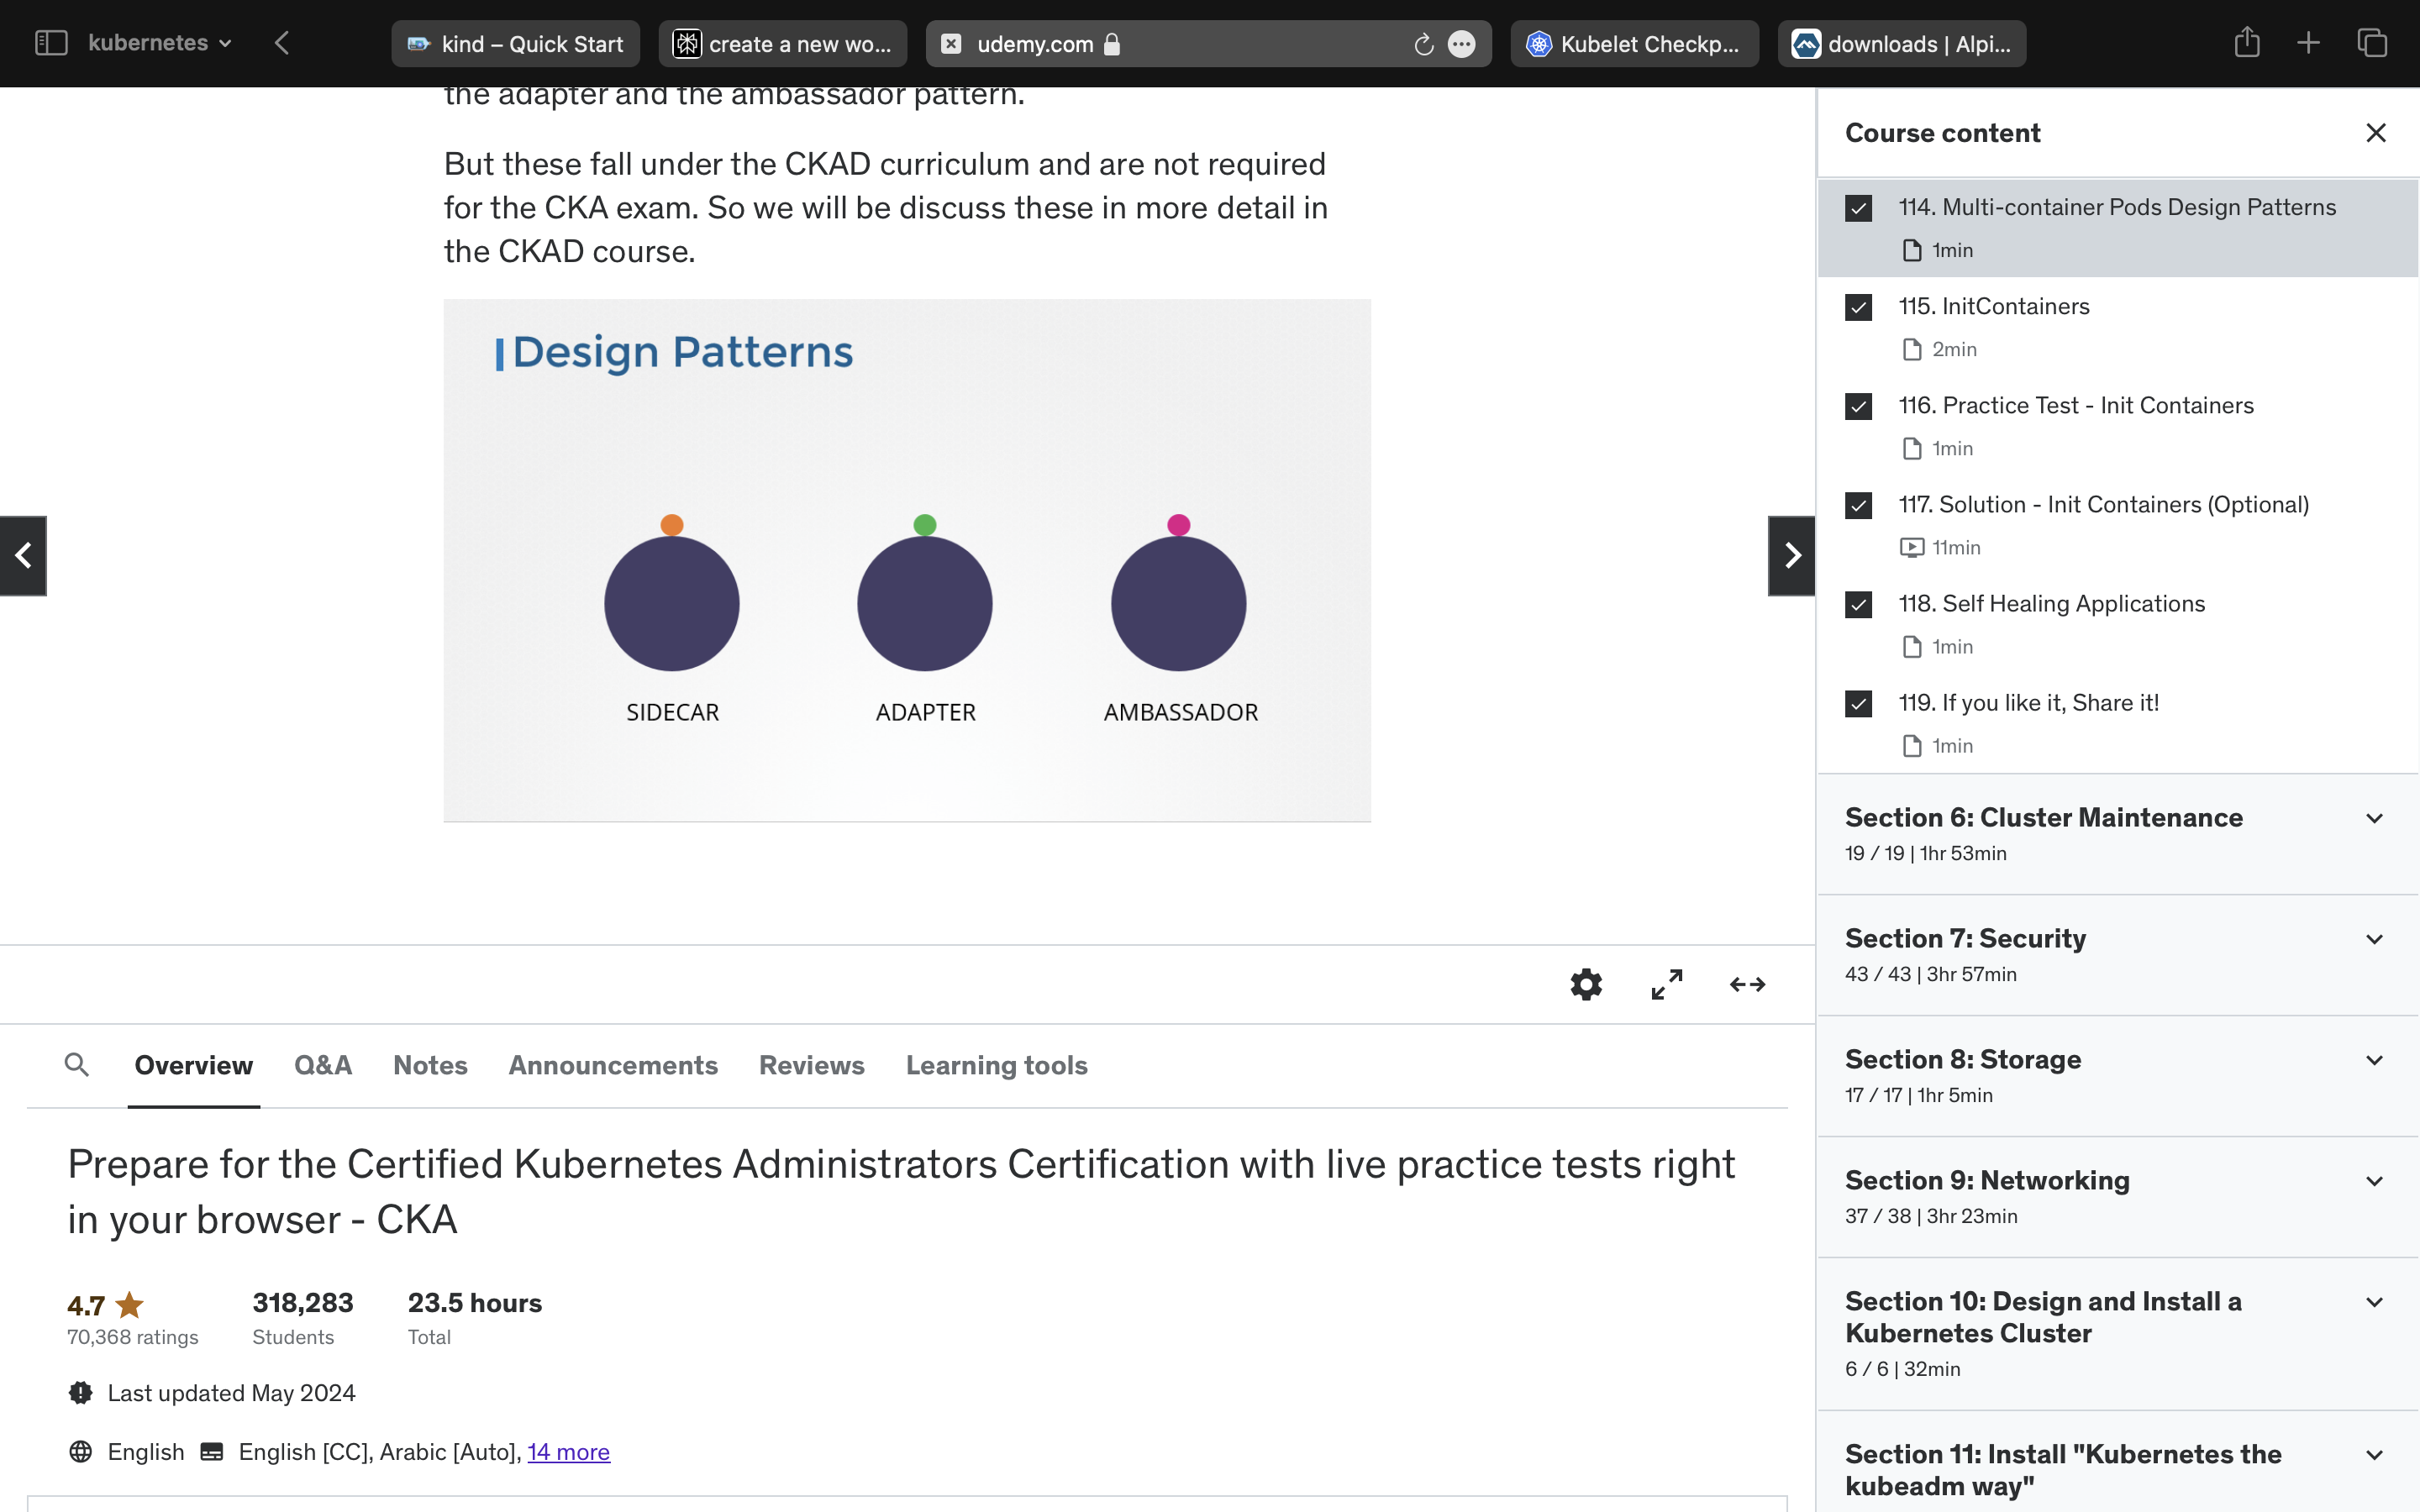 kubernetes
kind – Quick Start
create a new wo...
udemy.com
Kubelet Checkp...
downloads | Alpi...
the adapter and the ambassador pattern.
But these fall under the CKAD curriculum and are not required
for the CKA exam. So we will be discuss these in more detail in
the CKAD course.
Design Patterns
SIDECAR
ADAPTER
AMBASSADOR
Overview
Q&A
Notes
Announcements
Reviews
Learning tools
Prepare for the Certified Kubernetes Administrators Certification with live practice tests right
in your browser - CKA
4.7
70,368 ratings
318,283
Students
23.5 hours
Total
Last updated May 2024
English
English [CC], Arabic [Auto], 14 more
Course content
114. Multi-container Pods Design Patterns
1min
115. InitContainers
2min
116. Practice Test - Init Containers
1min
117. Solution - Init Containers (Optional)
11min
118. Self Healing Applications
1min
119. If you like it, Share it!
1min
Section 6: Cluster Maintenance
19 / 19 | 1hr 53min
Section 7: Security
43 / 43 | 3hr 57min
Section 8: Storage
17 / 17 | 1hr 5min
Section 9: Networking
37 / 38 | 3hr 23min
Section 10: Design and Install a
Kubernetes Cluster
6 / 6 | 32min
Section 11: Install "Kubernetes the
kubeadm way"